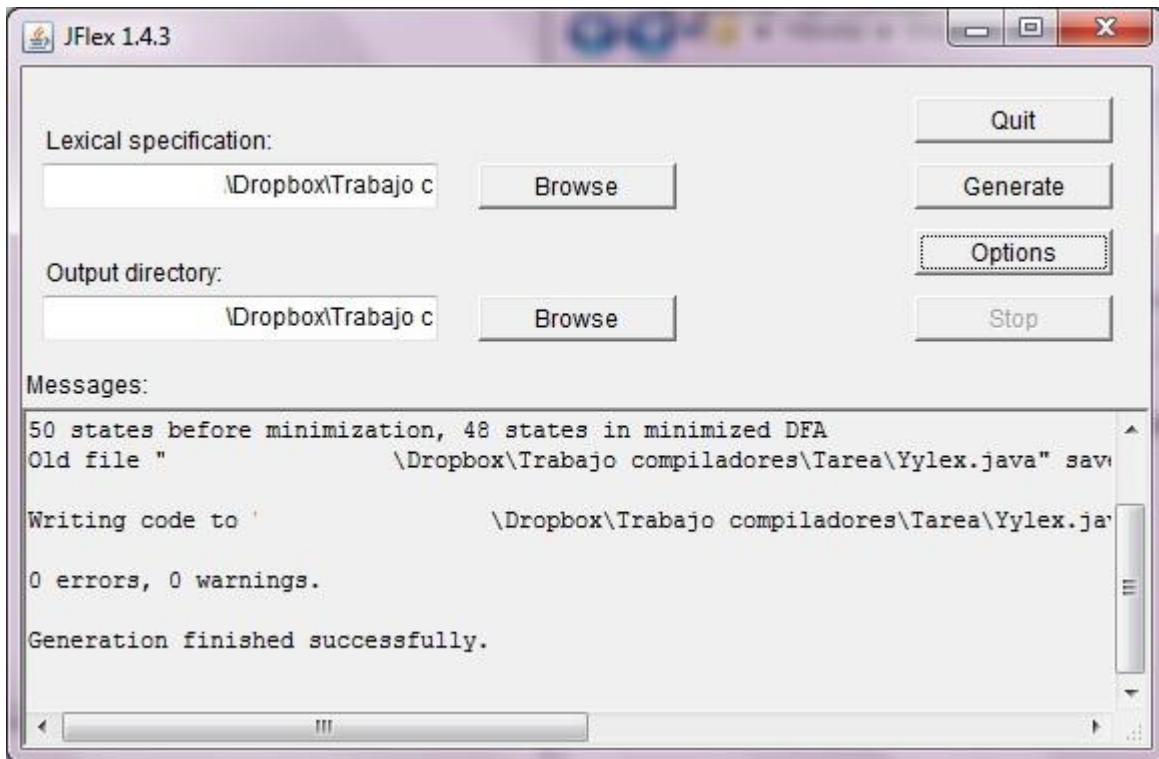 JFlex 1.4.3
Quit
Lexical specification:
\Dropbox\Trabajo c
Browse
Generate
Options
Output directory:
\Dropbox\Trabajo c
Browse
Stop
Messages:
50 states before minimization, 48 states in minimized DFA
Old file " \Dropbox\Trabajo compiladores\Tarea\Yylex.java" save
Writing code to ' \Dropbox\Trabajo compiladores\Tarea\Yylex.ja
0 errors, 0 warnings.
Generation finished successfully.